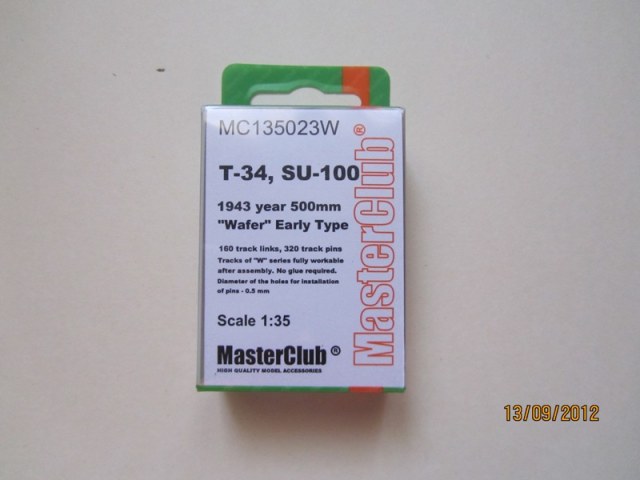 MC135023W
T-34, SU-100
1943 year 500mm
"Wafer" Early Type
160 track links, 320 track pins
Tracks of "W" series fully workable
after assembly. No glue required.
Diameter of the holes for installation
of pins - 0.5 mm
Scale 1:35
MasterClub®
HIGH QUALITY MODEL ACCESSORIES
MasterClub®
13/09/2012